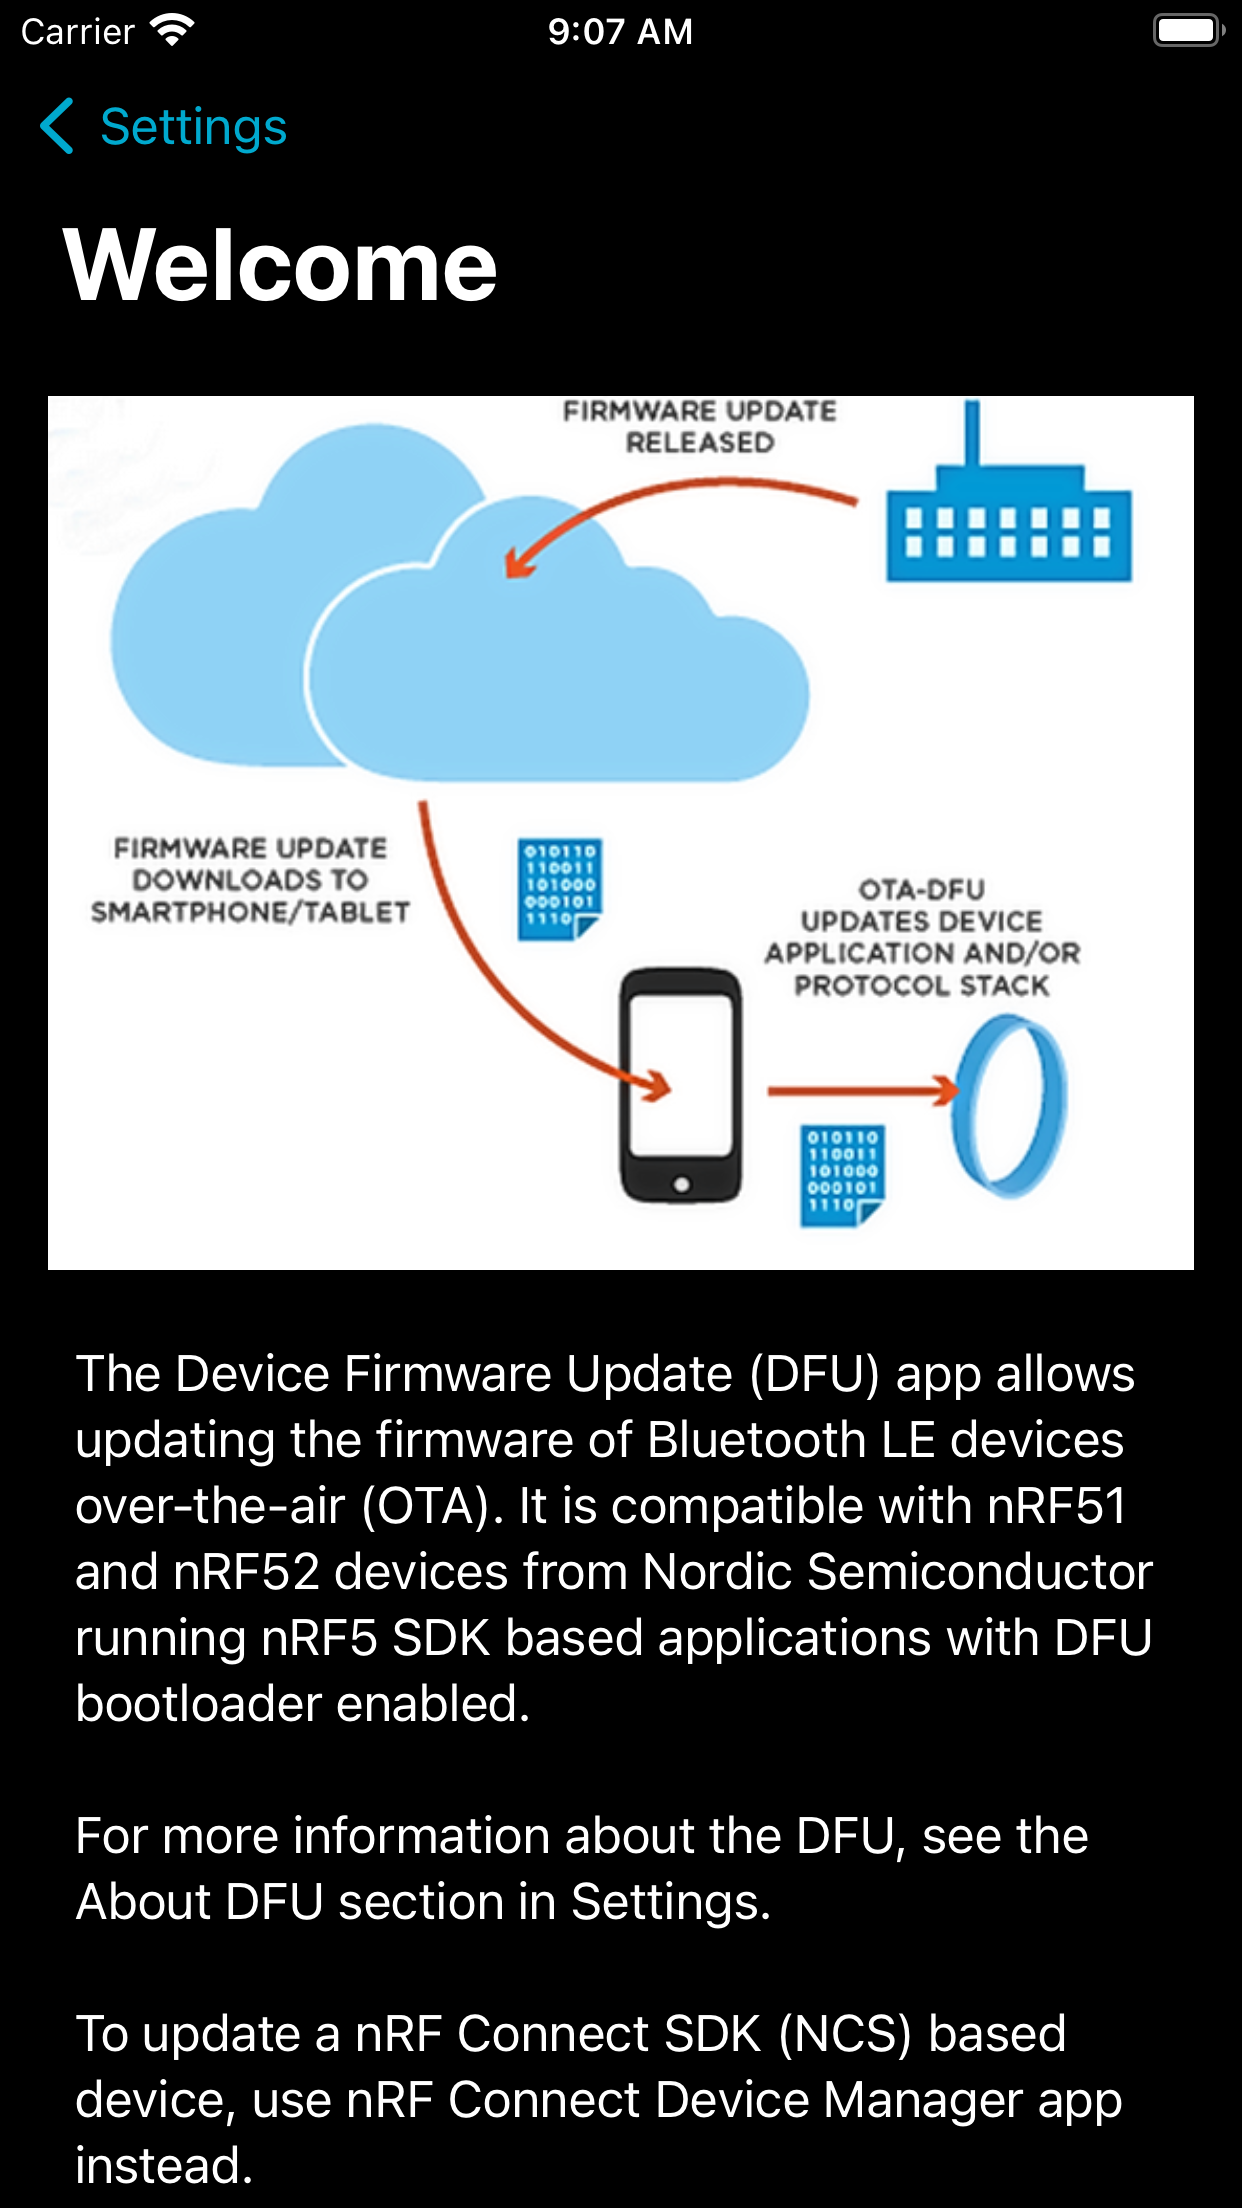 Carrier
9:07 AM
Settings
Welcome
FIRMWARE UPDATE
RELEASED
FIRMWARE UPDATE
DOWNLOADS TO
SMARTPHONE/TABLET
010110
110011
101000
000101
1110
OTA-DFU
UPDATES DEVICE
APPLICATION AND/OR
PROTOCOL STACK
010110
110011
101000
000101
1110
The Device Firmware Update (DFU) app allows
updating the firmware of Bluetooth LE devices
over-the-air (OTA). It is compatible with nRF51
and nRF52 devices from Nordic Semiconductor
running nRF5 SDK based applications with DFU
bootloader enabled.
For more information about the DFU, see the
About DFU section in Settings.
To update a nRF Connect SDK (NCS) based
device, use nRF Connect Device Manager app
instead.